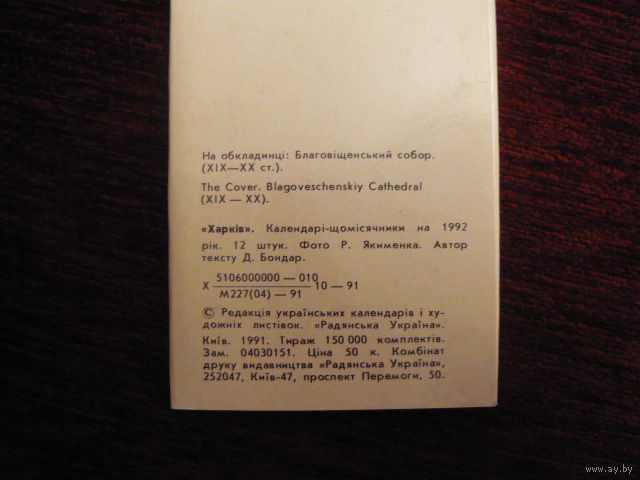 На обкладинці: Благовіщенський собор.
(XIX—XX ст.).
The Cover. Blagoveschenskiy Cathedral
(XIX — XX).
«Харків». Календарі-щомісячники на 1992
рік. 12 штук. Фото Р. Якименка. Автор
тексту Д. Бондар.
5106000000 — 010
Х 10 — 91
М227(04) — 91
© Редакція українських календарів і ху-
дожніх листівок. «Радянська Україна».
Київ. 1991. Тираж 150 000 комплектів.
Зам. 04030151. Ціна 50 к. Комбінат
друку видавництва «Радянська Україна»,
252047, Київ-47, проспект Перемоги, 50.
www.ay.by